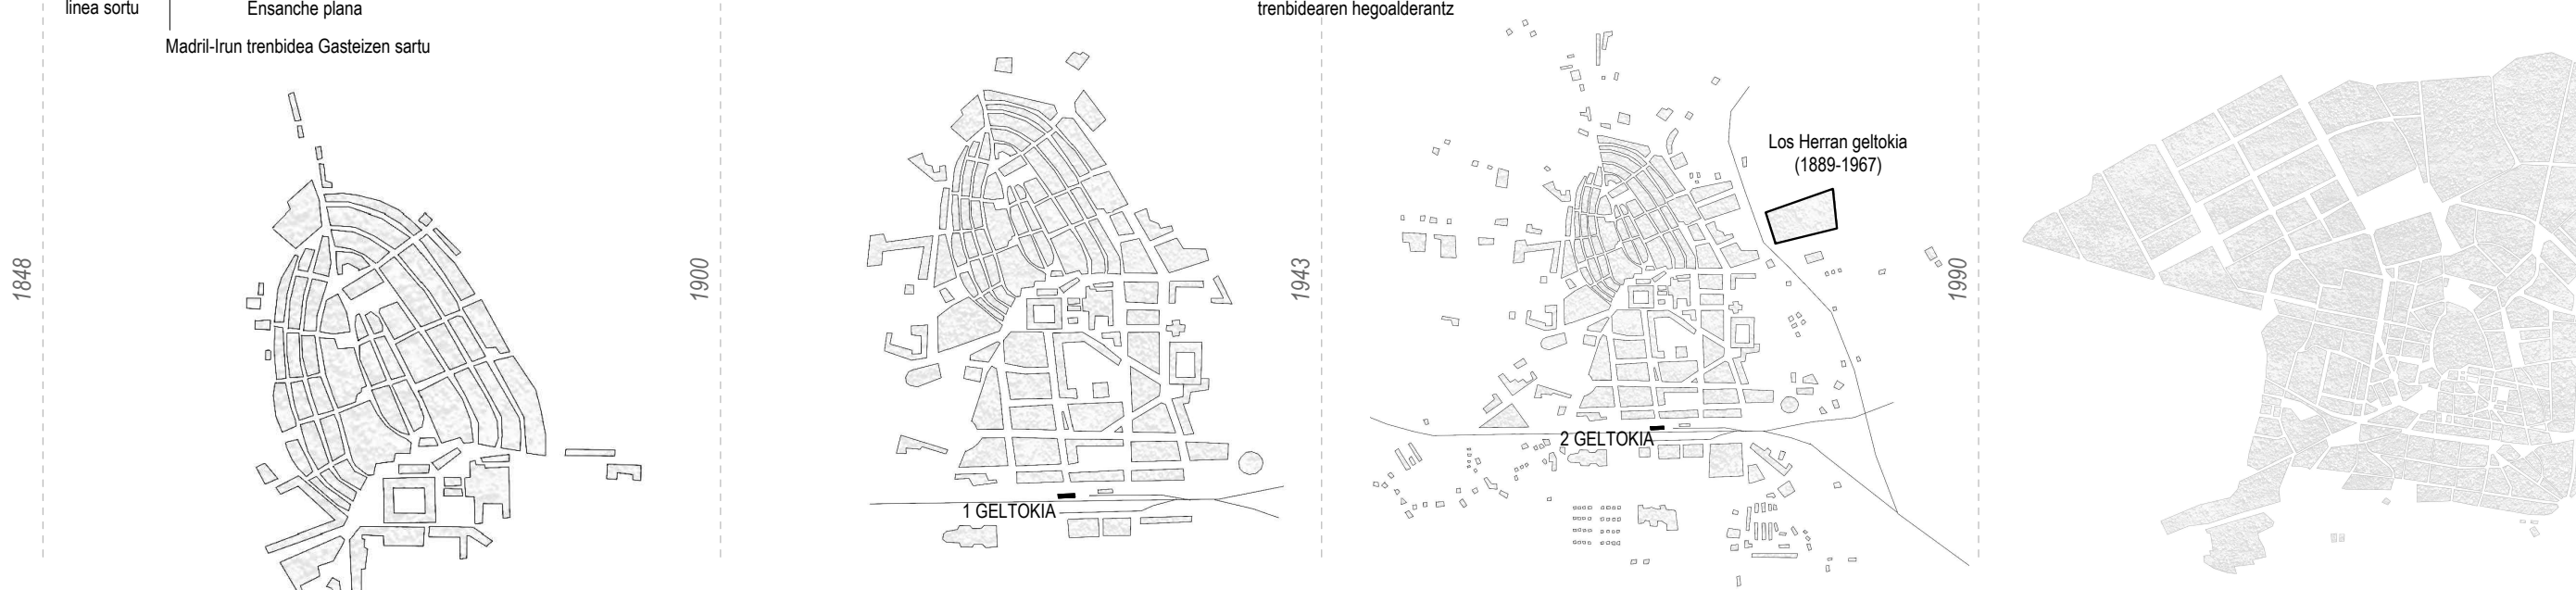 linea sortu
Ensanche plana
trenbidearen hegoalderantz
Madril-Irun trenbidea Gasteizen sartu
Los Herran geltokia
(1889-1967)
1848
1900
1943
1990
2 GELTOKIA
1 GELTOKIA